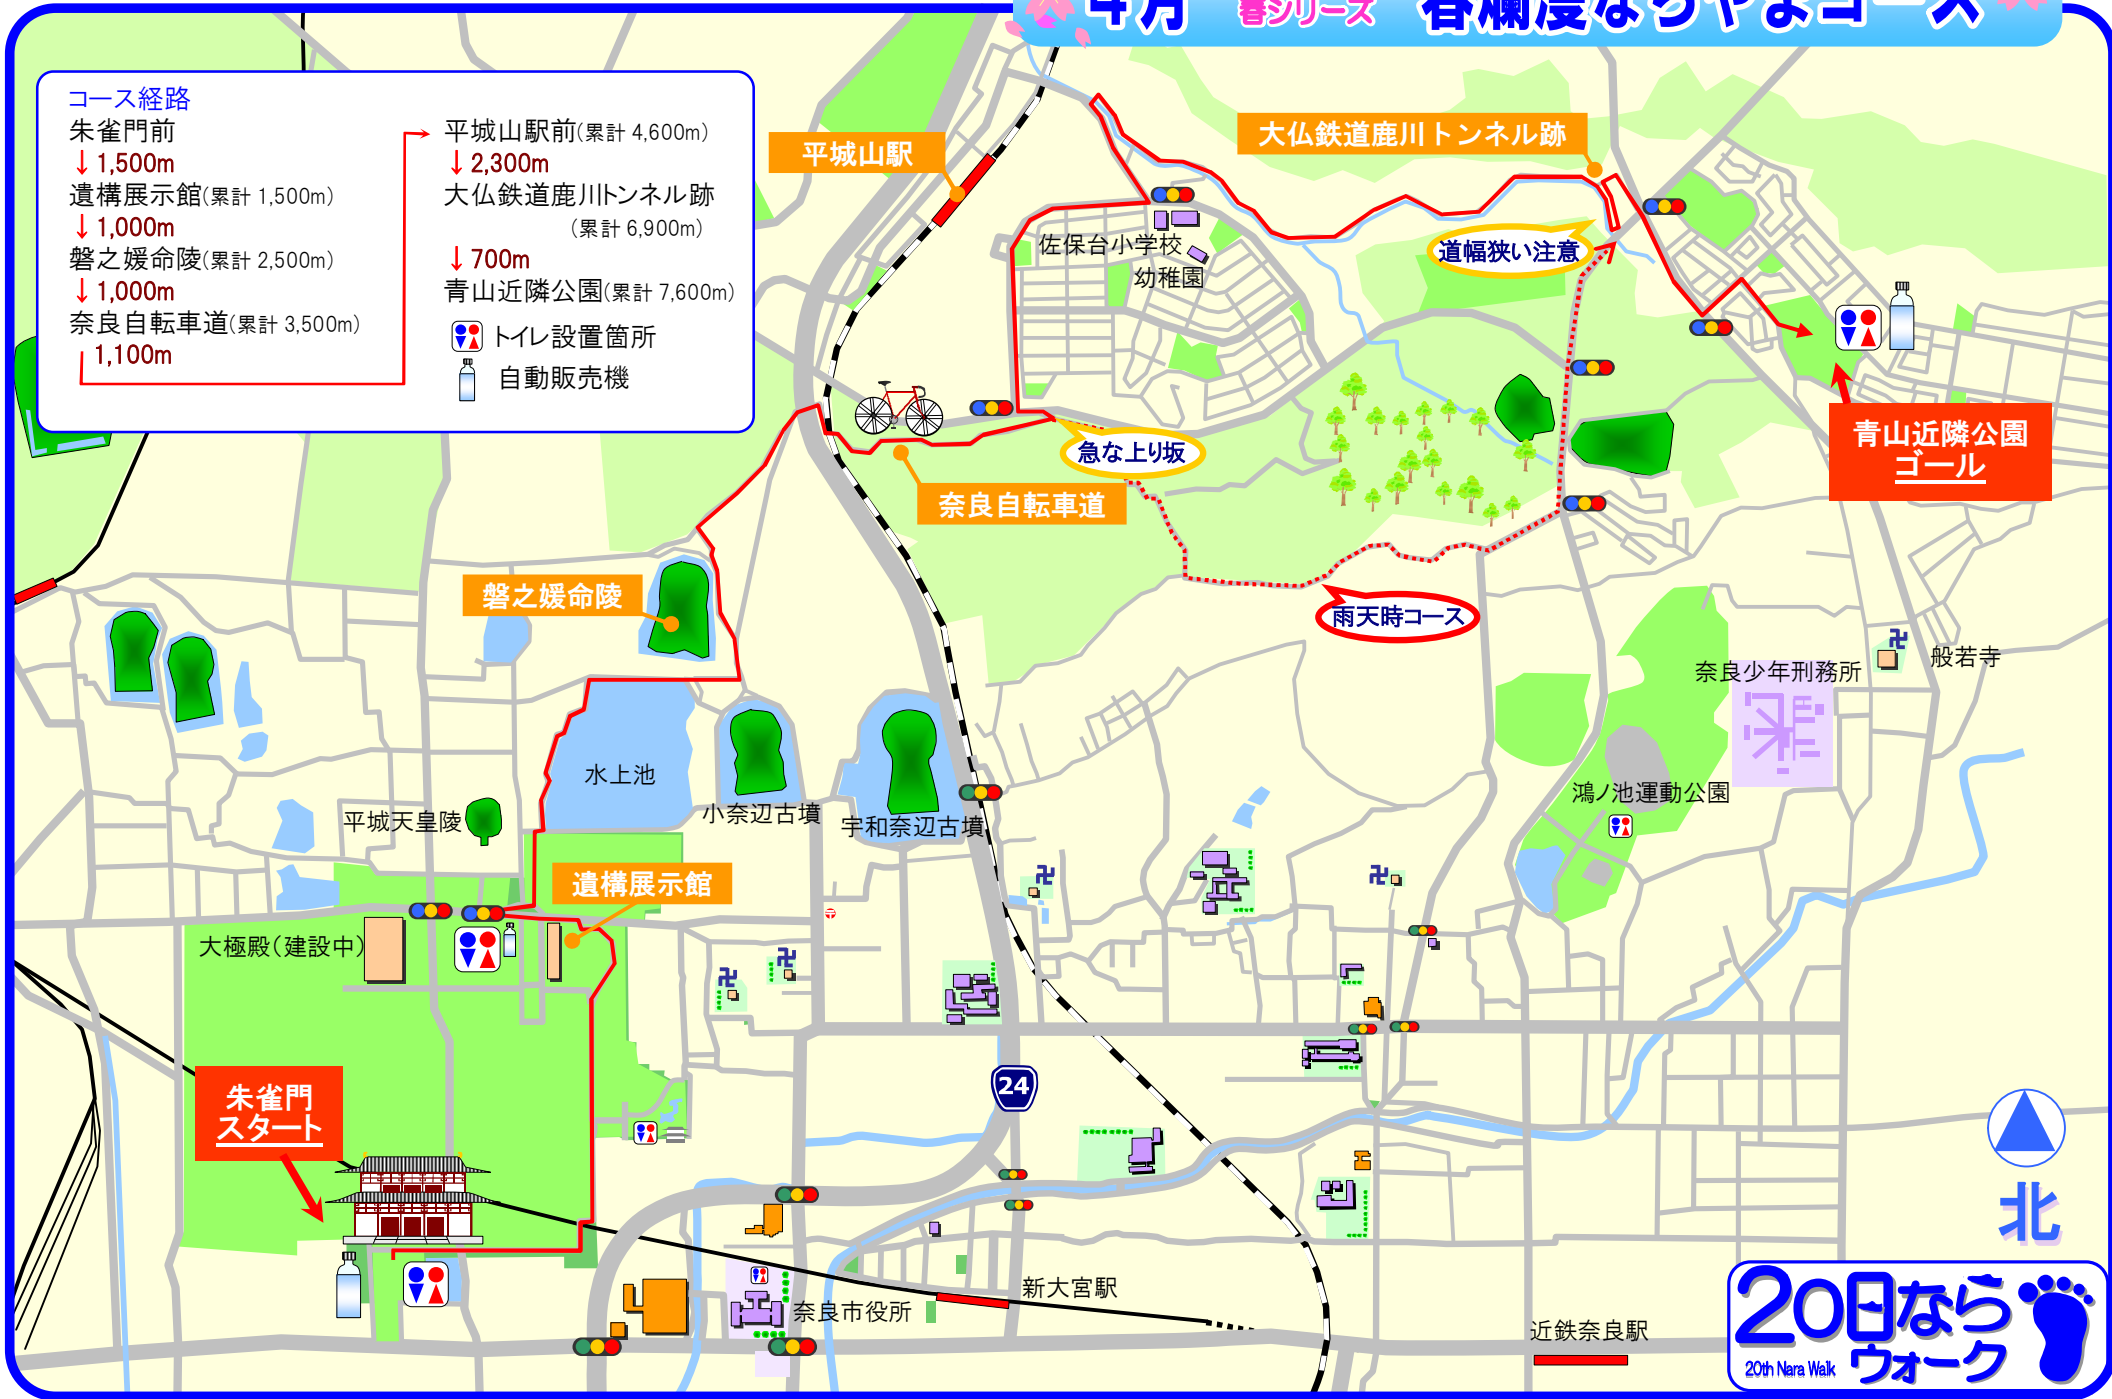 4月 春シリーズ 春爛漫ならやまコース
コース経路
朱雀門前
↓1,500m
遺構展示館(累計 1,500m)
↓1,000m
磐之媛命陵(累計 2,500m)
↓1,000m
奈良自転車道(累計 3,500m)
1,100m
平城山駅前(累計 4,600m)
↓2,300m
大仏鉄道鹿川トンネル跡
(累計 6,900m)
↓700m
青山近隣公園(累計 7,600m)
トイレ設置箇所
自動販売機
平城山駅
大仏鉄道鹿川トンネル跡
佐保台小学校
幼稚園
道幅狭い注意
青山近隣公園
ゴール
急な上り坂
奈良自転車道
磐之媛命陵
雨天時コース
奈良少年刑務所
般若寺
水上池
小奈辺古墳
宇和奈辺古墳
鴻ノ池運動公園
平城天皇陵
遺構展示館
大極殿(建設中)
朱雀門
スタート
24
北
新大宮駅
奈良市役所
近鉄奈良駅
20日なら
ウォーク
20th Nara Walk